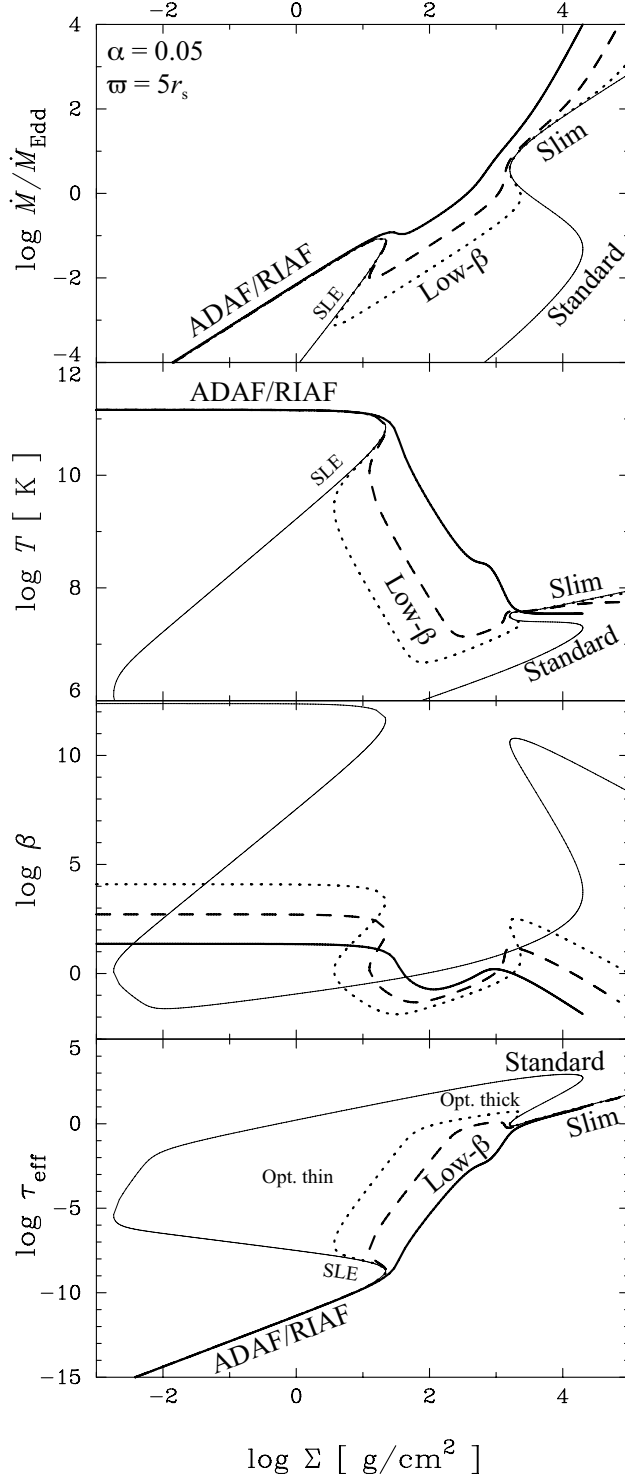 −2 0 2 4
4
α = 0.05
ϖ = 5r_s
2
0
−2
−4
log Ṁ/Ṁ_Edd
Slim
ADAF/RIAF
SLE
Low-β
Standard
12
10
8
6
log T [ K ]
ADAF/RIAF
SLE
Low-β
Slim
Standard
10
5
0
log β
5
0
−5
−10
−15
log τ_eff
Standard
Opt. thick
Slim
Low-β
Opt. thin
SLE
ADAF/RIAF
−2 0 2 4
log Σ [ g/cm² ]